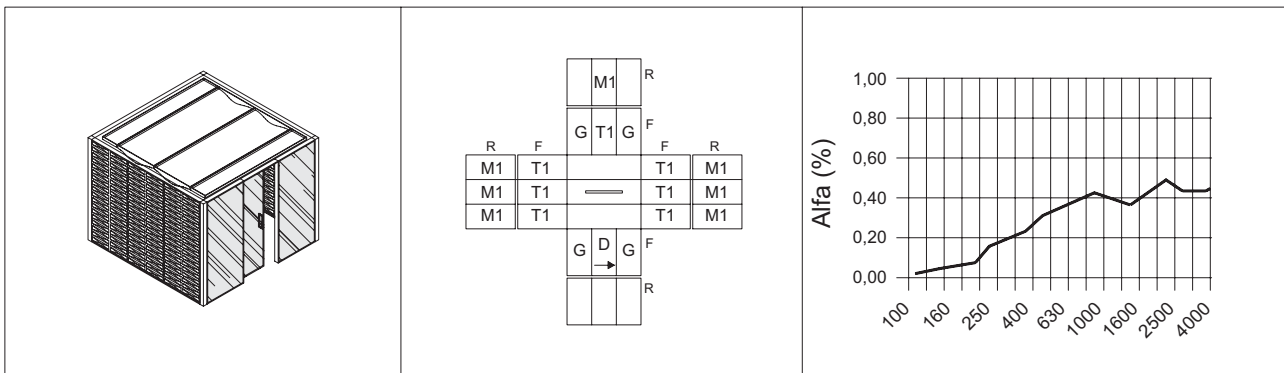 M1 R
G T1 G F
R F F R
M1 T1 T1 M1
M1 T1 T1 M1
M1 T1 T1 M1
G D G F
R
Alfa (%)
1,00
0,80
0,60
0,40
0,20
0,00
100 160 250 400 630 1000 1600 2500 4000